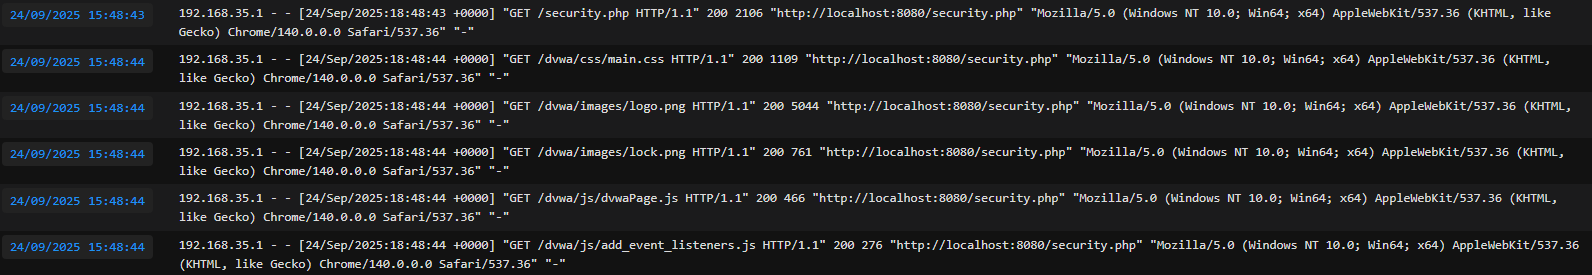 24/09/2025 15:48:43 192.168.35.1 - - [24/Sep/2025:18:48:43 +0000] "GET /security.php HTTP/1.1" 200 2106 "http://localhost:8080/security.php" "Mozilla/5.0 (Windows NT 10.0; Win64; x64) AppleWebKit/537.36 (KHTML, like
Gecko) Chrome/140.0.0.0 Safari/537.36" "-"
24/09/2025 15:48:44 192.168.35.1 - - [24/Sep/2025:18:48:44 +0000] "GET /dvwa/css/main.css HTTP/1.1" 200 1109 "http://localhost:8080/security.php" "Mozilla/5.0 (Windows NT 10.0; Win64; x64) AppleWebKit/537.36 (KHTML,
like Gecko) Chrome/140.0.0.0 Safari/537.36" "-"
24/09/2025 15:48:44 192.168.35.1 - - [24/Sep/2025:18:48:44 +0000] "GET /dvwa/images/logo.png HTTP/1.1" 200 5044 "http://localhost:8080/security.php" "Mozilla/5.0 (Windows NT 10.0; Win64; x64) AppleWebKit/537.36 (KHTML,
like Gecko) Chrome/140.0.0.0 Safari/537.36" "-"
24/09/2025 15:48:44 192.168.35.1 - - [24/Sep/2025:18:48:44 +0000] "GET /dvwa/images/lock.png HTTP/1.1" 200 761 "http://localhost:8080/security.php" "Mozilla/5.0 (Windows NT 10.0; Win64; x64) AppleWebKit/537.36 (KHTML,
like Gecko) Chrome/140.0.0.0 Safari/537.36" "-"
24/09/2025 15:48:44 192.168.35.1 - - [24/Sep/2025:18:48:44 +0000] "GET /dvwa/js/dvwaPage.js HTTP/1.1" 200 466 "http://localhost:8080/security.php" "Mozilla/5.0 (Windows NT 10.0; Win64; x64) AppleWebKit/537.36 (KHTML,
like Gecko) Chrome/140.0.0.0 Safari/537.36" "-"
24/09/2025 15:48:44 192.168.35.1 - - [24/Sep/2025:18:48:44 +0000] "GET /dvwa/js/add_event_listeners.js HTTP/1.1" 200 276 "http://localhost:8080/security.php" "Mozilla/5.0 (Windows NT 10.0; Win64; x64) AppleWebKit/537.36
(KHTML, like Gecko) Chrome/140.0.0.0 Safari/537.36" "-"